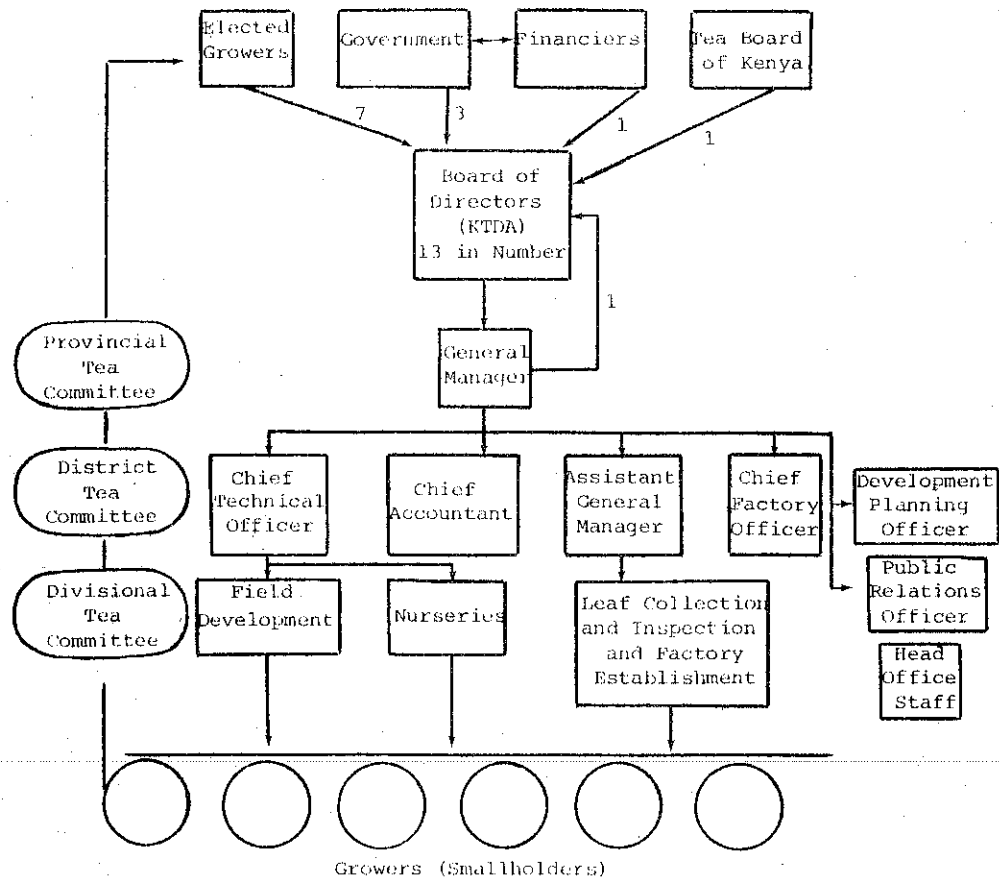 Elected
Growers
Government
Financiers
Tea Board
of Kenya
7
3
1
1
Board of
Directors
(KTDA)
13 in Number
1
General
Manager
Provincial
Tea
Committee
District
Tea
Committee
Divisional
Tea
Committee
Chief
Technical
Officer
Chief
Accountant
Assistant
General
Manager
Chief
Factory
Officer
Development
Planning
Officer
Public
Relations
Officer
Head
Office
Staff
Field
Development
Nurseries
Leaf Collection
and Inspection
and Factory
Establishment
Growers (Smallholders)